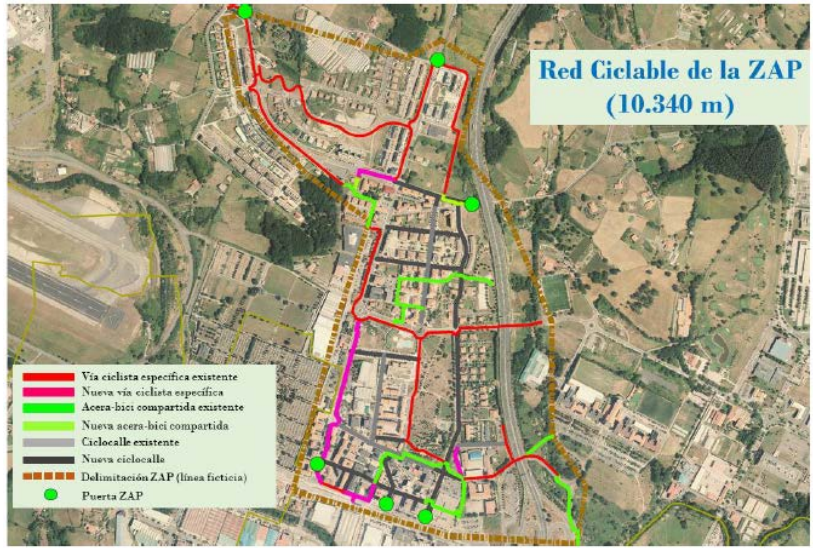 Red Ciclable de la ZAP
(10.340 m)
Vía ciclista específica existente
Nueva vía ciclista específica
Acera-bici compartida existente
Nueva acera-bici compartida
Ciclocalle existente
Nueva ciclocalle
Delimitación ZAP (línea ficticia)
Puerta ZAP